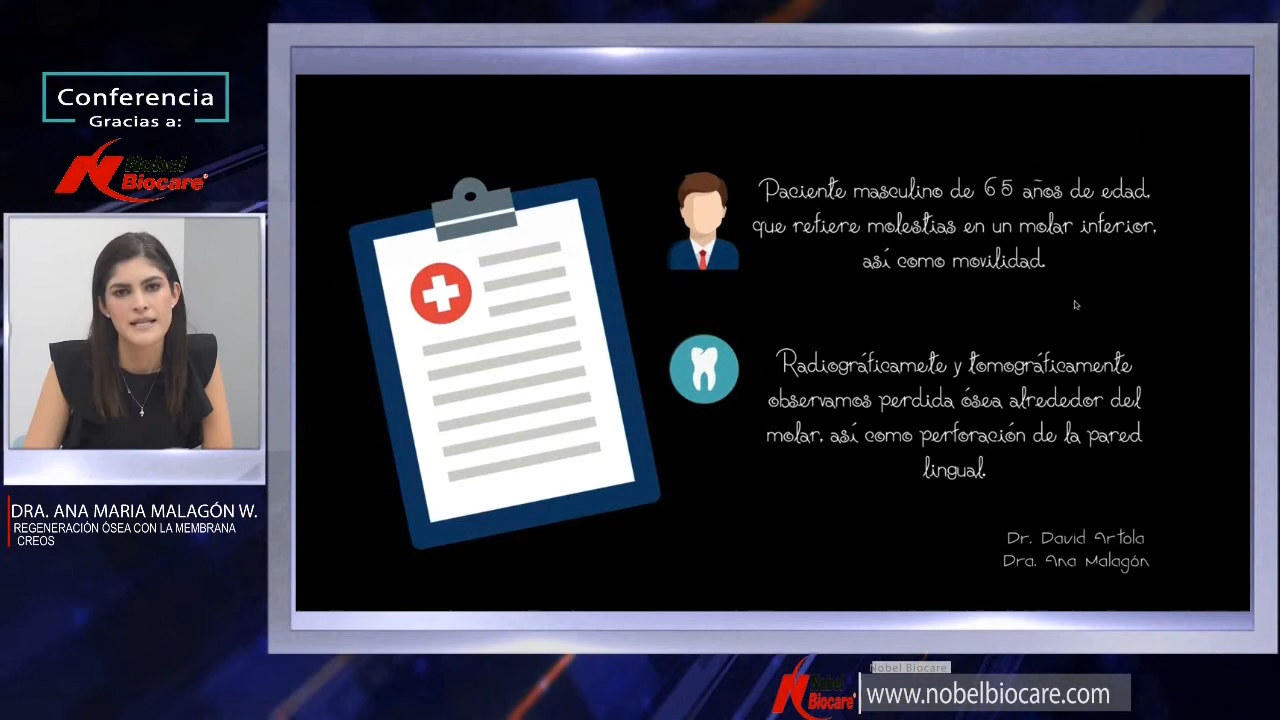 Conferencia
Gracias a:
Nobel
Biocare
DRA. ANA MARIA MALAGÓN W.
REGENERACIÓN ÓSEA CON LA MEMBRANA
CREOS
Paciente masculino de 65 años de edad,
que refiere molestias en un molar inferior,
así como movilidad.
Radiográficamete y tomográficamente
observamos perdida ósea alrededor del
molar, así como perforación de la pared
lingual.
Dr. David Artola
Dra. Ana Malagón
Nobel Biocare
Nobel
Biocare
www.nobelbiocare.com